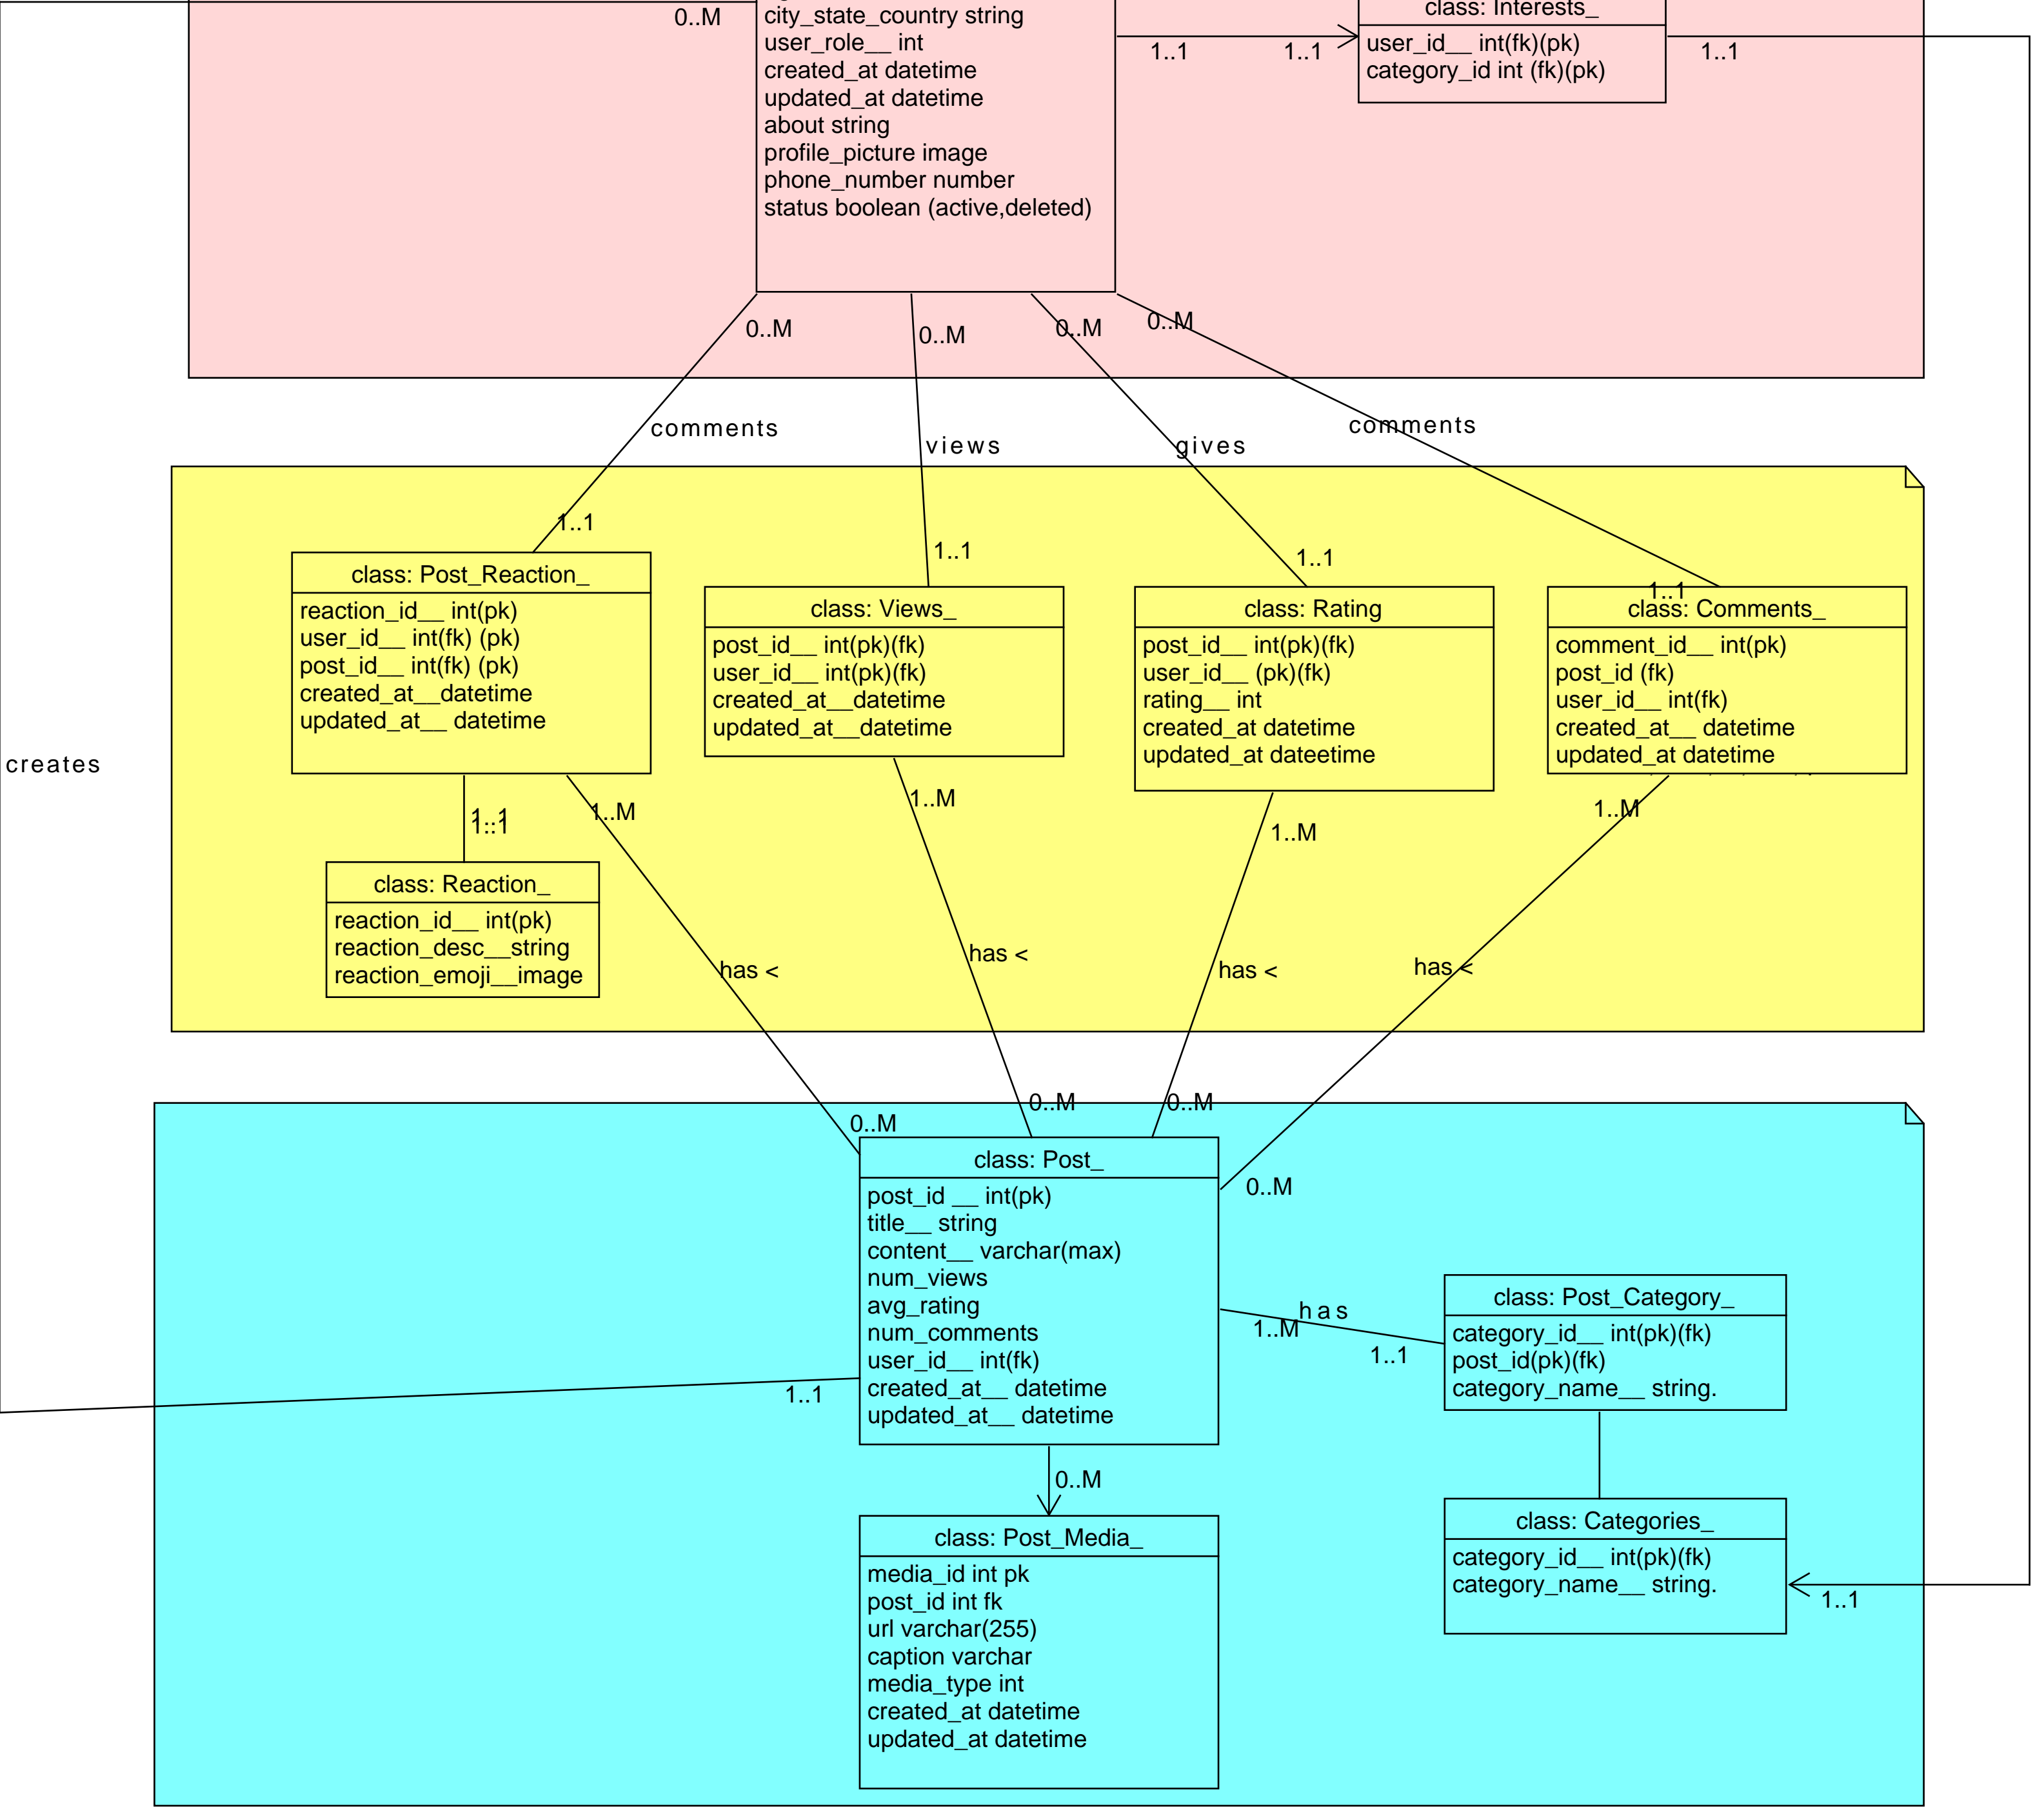 0..M
city_state_country string
user_role__ int
created_at datetime
updated_at datetime
about string
profile_picture image
phone_number number
status boolean (active,deleted)
1..1
1..1
class: Interests_
user_id__ int(fk)(pk)
category_id int (fk)(pk)
1..1
0..M
0..M
0..M
0..M
comments
views
gives
comments
1..1
1..1
1..1
1..1
class: Post_Reaction_
reaction_id__ int(pk)
user_id__ int(fk) (pk)
post_id__ int(fk) (pk)
created_at__datetime
updated_at__ datetime
class: Views_
post_id__ int(pk)(fk)
user_id__ int(pk)(fk)
created_at__datetime
updated_at__datetime
class: Rating
post_id__ int(pk)(fk)
user_id__ (pk)(fk)
rating__ int
created_at datetime
updated_at dateetime
class: Comments_
comment_id__ int(pk)
post_id (fk)
user_id__ int(fk)
created_at__ datetime
updated_at datetime
creates
1..1
1..1
1..M
1..M
1..M
1..M
class: Reaction_
reaction_id__ int(pk)
reaction_desc__string
reaction_emoji__image
has <
has <
has <
has <
0..M
0..M
0..M
0..M
class: Post_
post_id __ int(pk)
title__ string
content__ varchar(max)
num_views
avg_rating
num_comments
user_id__ int(fk)
created_at__ datetime
updated_at__ datetime
has
1..M
1..1
class: Post_Category_
category_id__ int(pk)(fk)
post_id(pk)(fk)
category_name__ string.
1..1
0..M
class: Post_Media_
media_id int pk
post_id int fk
url varchar(255)
caption varchar
media_type int
created_at datetime
updated_at datetime
class: Categories_
category_id__ int(pk)(fk)
category_name__ string.
1..1